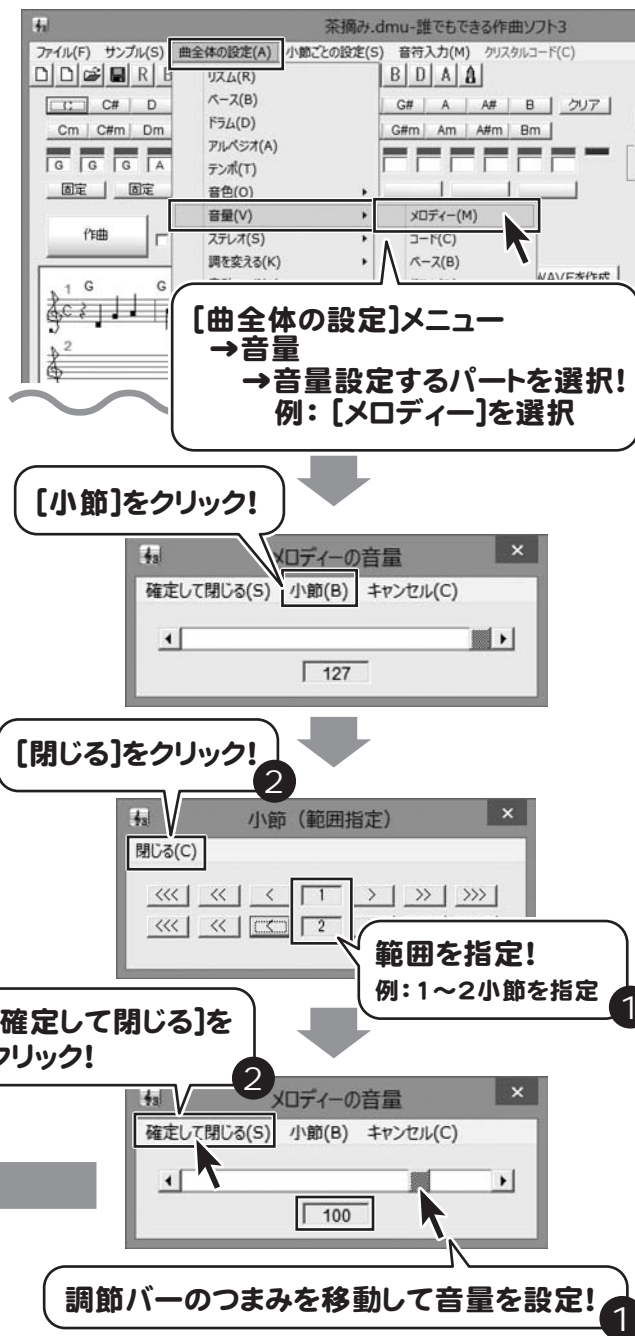 茶摘み.dmu-誰でもできる作曲ソフト3
ファイル(F) サンプル(S) 曲全体の設定(A) 小節ごとの設定(S) 音符入力(M) クリスタルコード(C)
R B D A
リズム(R)
ベース(B)
ドラム(D)
アルペジオ(A)
テンポ(T)
音色(O)
音量(V)
ステレオ(S)
調を変える(K)
メロディー(M)
コード(C)
ベース(B)
C C# D G# A A# B クリア
Cm C#m Dm G#m Am A#m Bm
G G G A
固定 固定
作曲
WAVEを作成
1 G G
2
[曲全体の設定]メニュー
→音量
→音量設定するパートを選択!
例: [メロディー]を選択
[小節]をクリック!
メロディーの音量 ×
確定して閉じる(S) 小節(B) キャンセル(C)
127
[閉じる]をクリック!
2
小節（範囲指定） ×
閉じる(C)
<<< << < 1 > >> >>>
<<< << < 2
範囲を指定!
例:1～2小節を指定
1
確定して閉じる]を
クリック!
2
メロディーの音量 ×
確定して閉じる(S) 小節(B) キャンセル(C)
100
調節バーのつまみを移動して音量を設定!
1